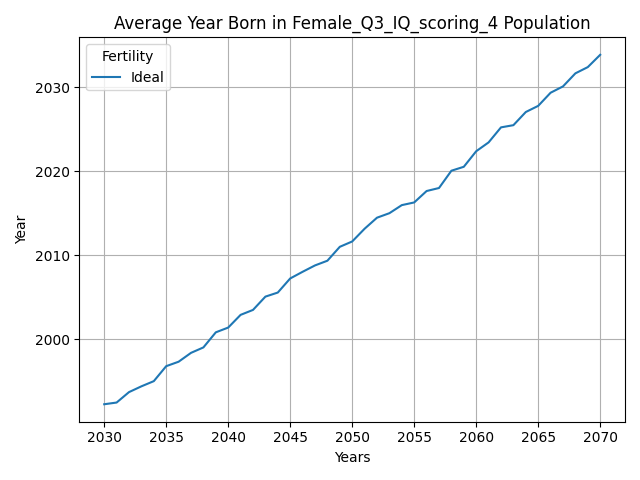 Average Year Born in Female_Q3_IQ_scoring_4 Population
Fertility
Ideal
Year
2030
2020
2010
2000
2030 2035 2040 2045 2050 2055 2060 2065 2070
Years